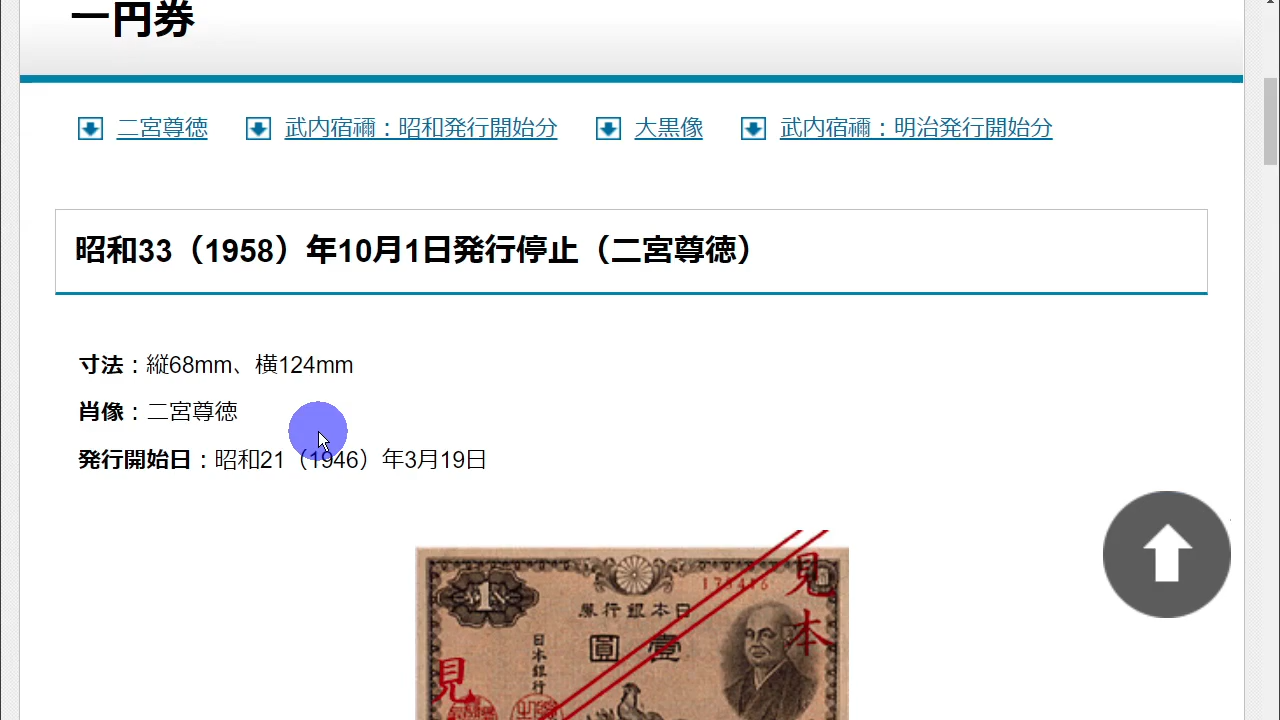 一円券
二宮尊徳 武内宿禰：昭和発行開始分 大黒像 武内宿禰：明治発行開始分
昭和33（1958）年10月1日発行停止（二宮尊徳）
寸法：縦68mm、横124mm
肖像：二宮尊徳
発行開始日：昭和21（1946）年3月19日
券行銀本日
圓 壹
日本銀行
見本
見